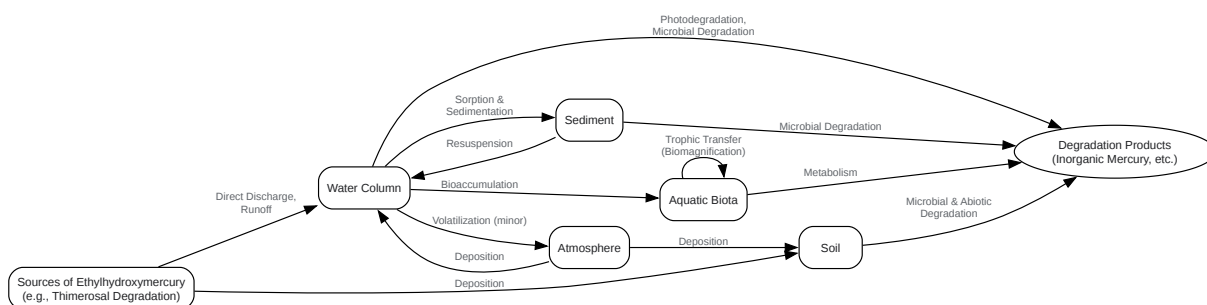 Photodegradation,
Microbial Degradation
Sorption &
Sedimentation
Sediment
Microbial Degradation
Degradation Products
(Inorganic Mercury, etc.)
Resuspension
Trophic Transfer
(Biomagnification)
Water Column
Bioaccumulation
Aquatic Biota
Metabolism
Direct Discharge,
Runoff
Volatilization (minor)
Microbial & Abiotic
Degradation
Atmosphere
Deposition
Soil
Deposition
Sources of Ethylhydroxymercury
(e.g., Thimerosal Degradation)
Deposition